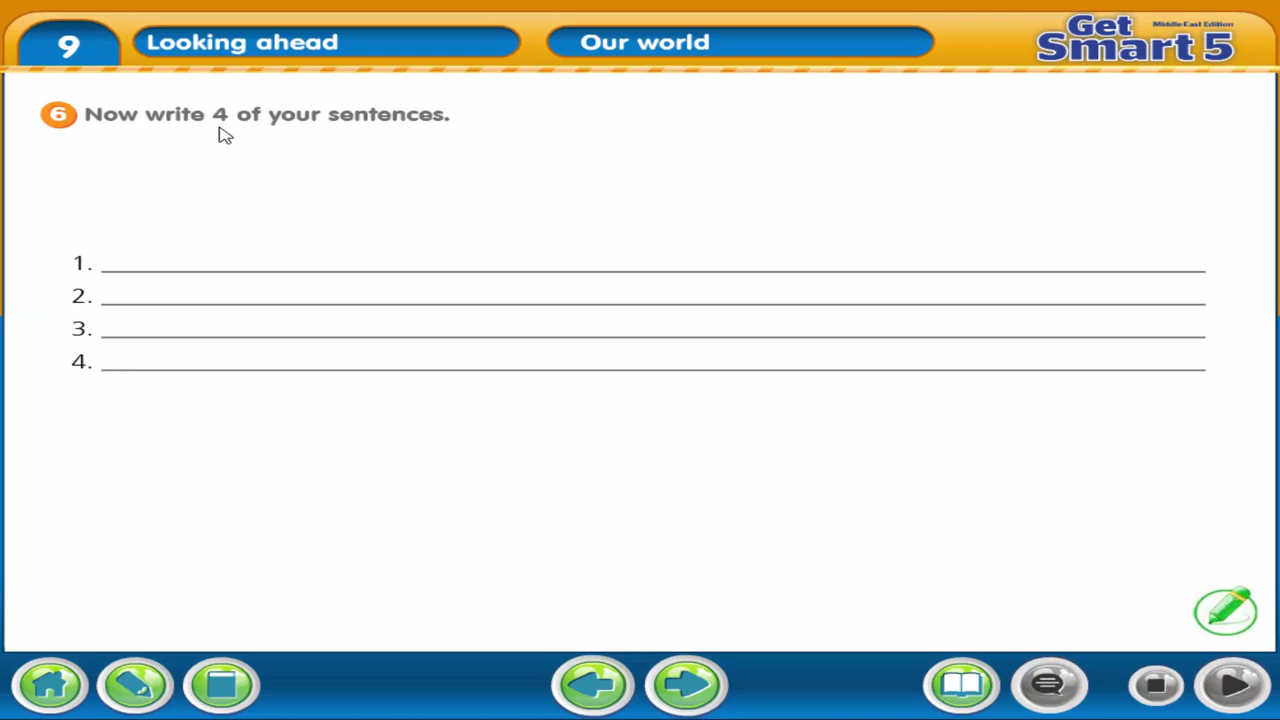 9
Looking ahead
Our world
Get Smart 5
Middle East Edition
6 Now write 4 of your sentences.
1.
2.
3.
4.